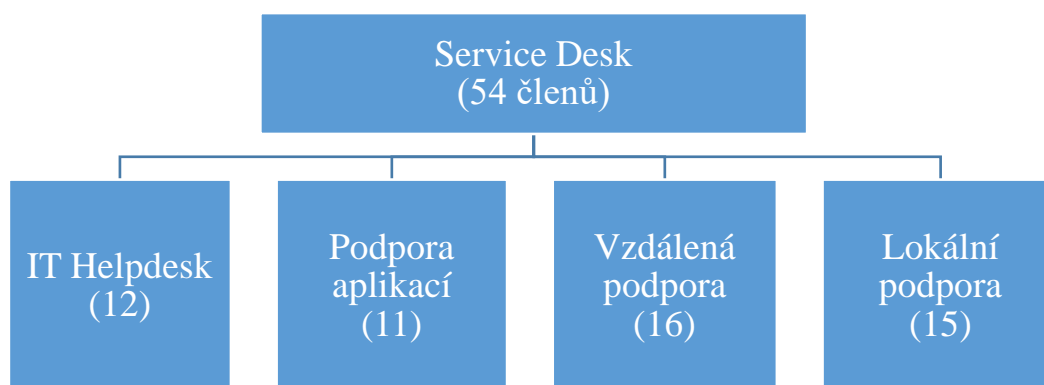 Service Desk
(54 členů)
IT Helpdesk
(12)
Podpora
aplikací
(11)
Vzdálená
podpora
(16)
Lokální
podpora
(15)